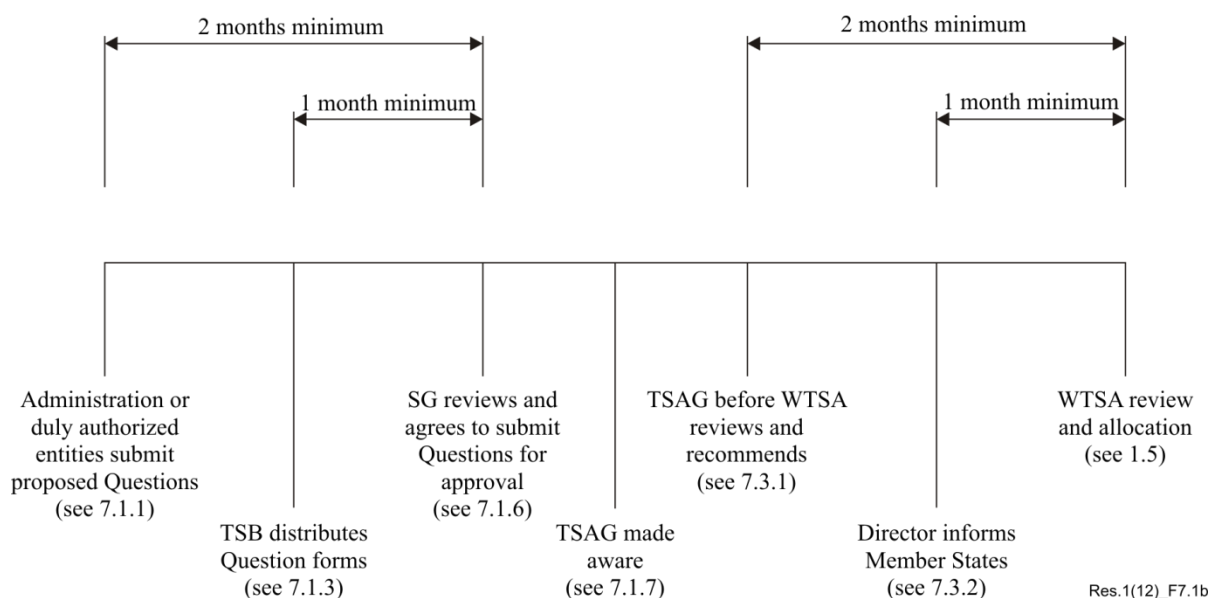 2 months minimum
2 months minimum
1 month minimum
1 month minimum
Administration or
duly authorized
entities submit
proposed Questions
(see 7.1.1)
TSB distributes
Question forms
(see 7.1.3)
SG reviews and
agrees to submit
Questions for
approval
(see 7.1.6)
TSAG made
aware
(see 7.1.7)
TSAG before WTSA
reviews and
recommends
(see 7.3.1)
Director informs
Member States
(see 7.3.2)
WTSA review
and allocation
(see 1.5)
Res.1(12)_F7.1b